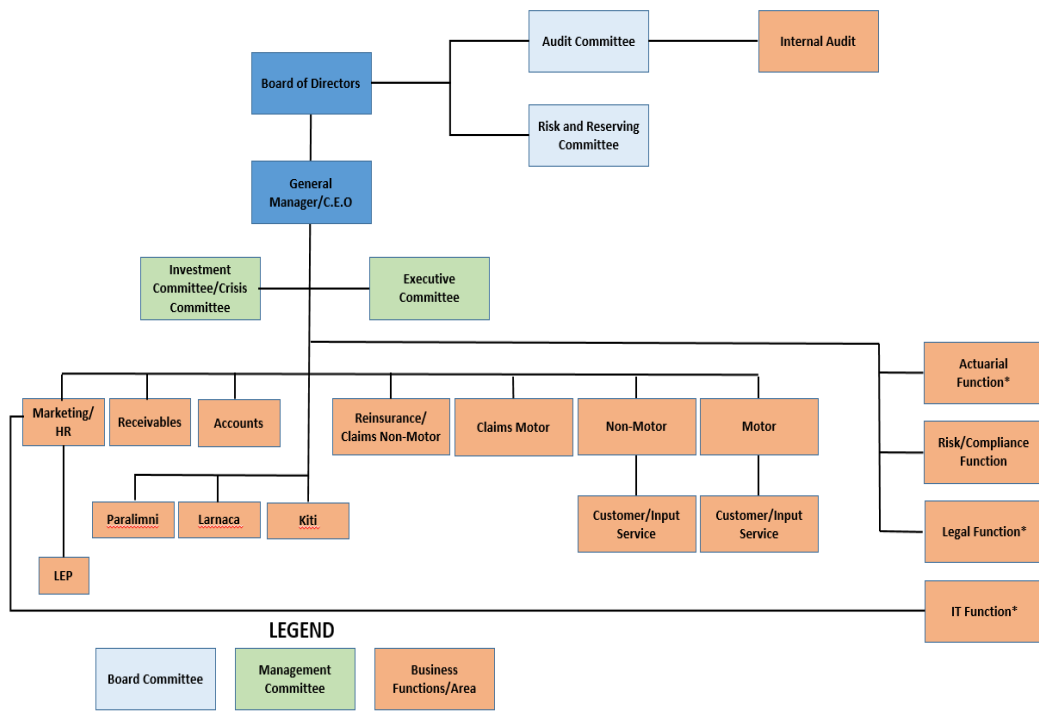 Audit Committee
Internal Audit
Board of Directors
Risk and Reserving
Committee
General
Manager/C.E.O
Investment
Committee/Crisis
Committee
Executive
Committee
Actuarial
Function*
Marketing/
HR
Receivables
Accounts
Reinsurance/
Claims Non-Motor
Claims Motor
Non-Motor
Motor
Risk/Compliance
Function
Paralimni
Larnaca
Kiti
Customer/Input
Service
Customer/Input
Service
Legal Function*
LEP
IT Function*
LEGEND
Board Committee
Management
Committee
Business
Functions/Area